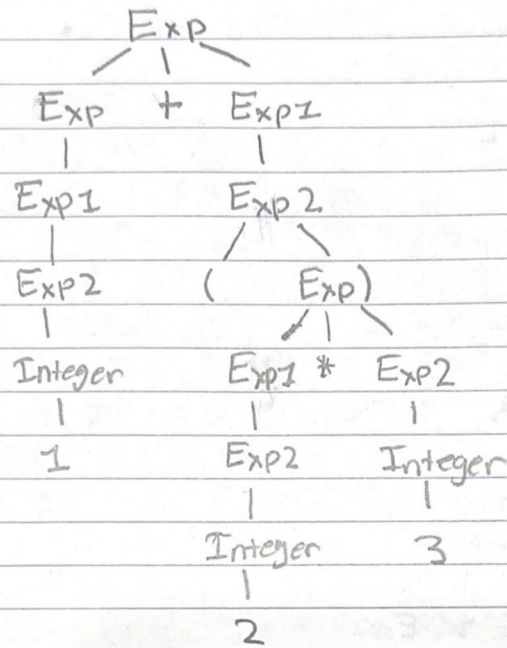 Exp
Exp + Exp1
Exp1 Exp2
Exp2 ( Exp)
Integer Exp1 * Exp2
1 Exp2 Integer
Integer 3
2